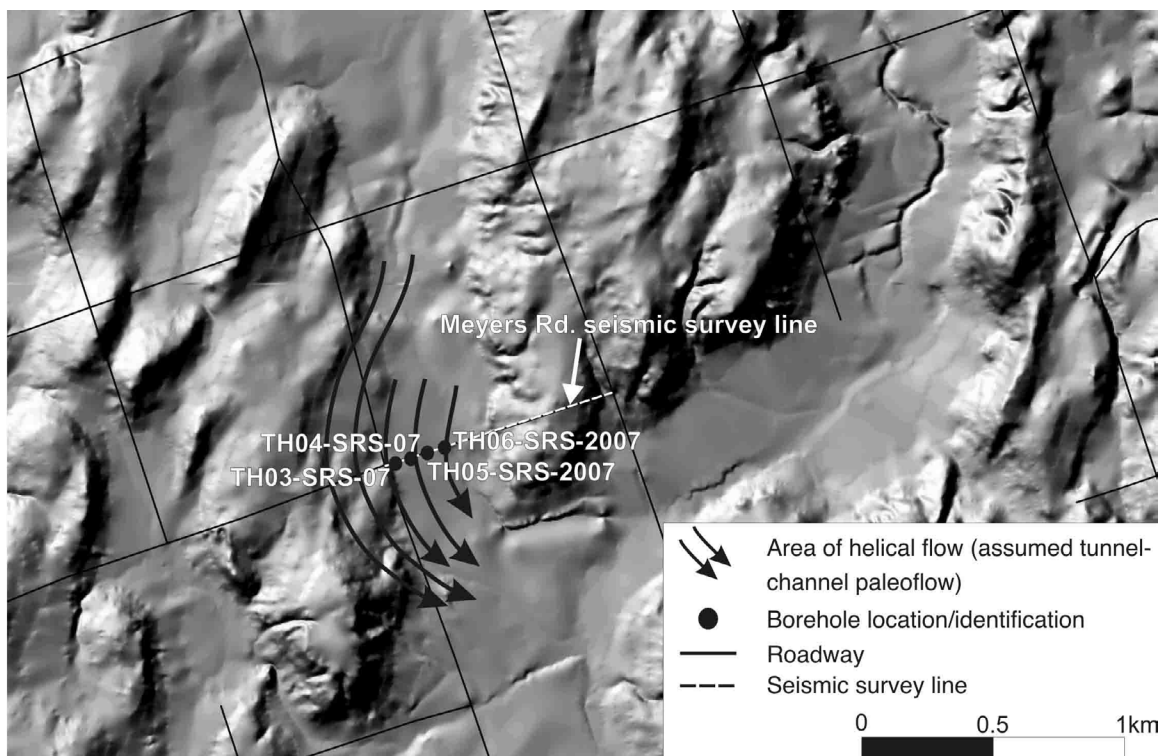 Meyers Rd. seismic survey line
TH04-SRS-07
TH06-SRS-2007
TH03-SRS-07
TH05-SRS-2007
Area of helical flow (assumed tunnel-
channel paleoflow)
Borehole location/identification
Roadway
Seismic survey line
0 0.5 1km